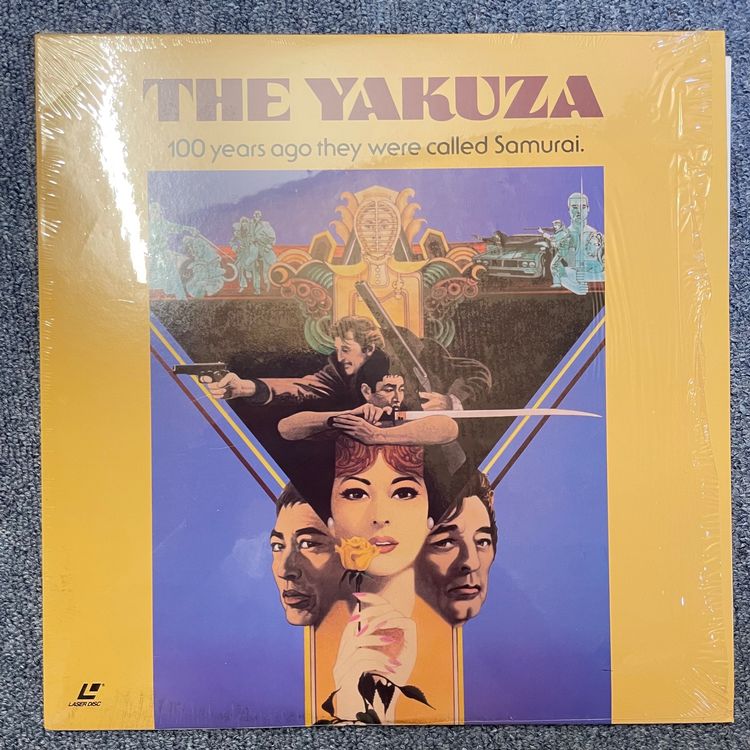 THE YAKUZA
100 years ago they were called Samurai.
LASER DISC